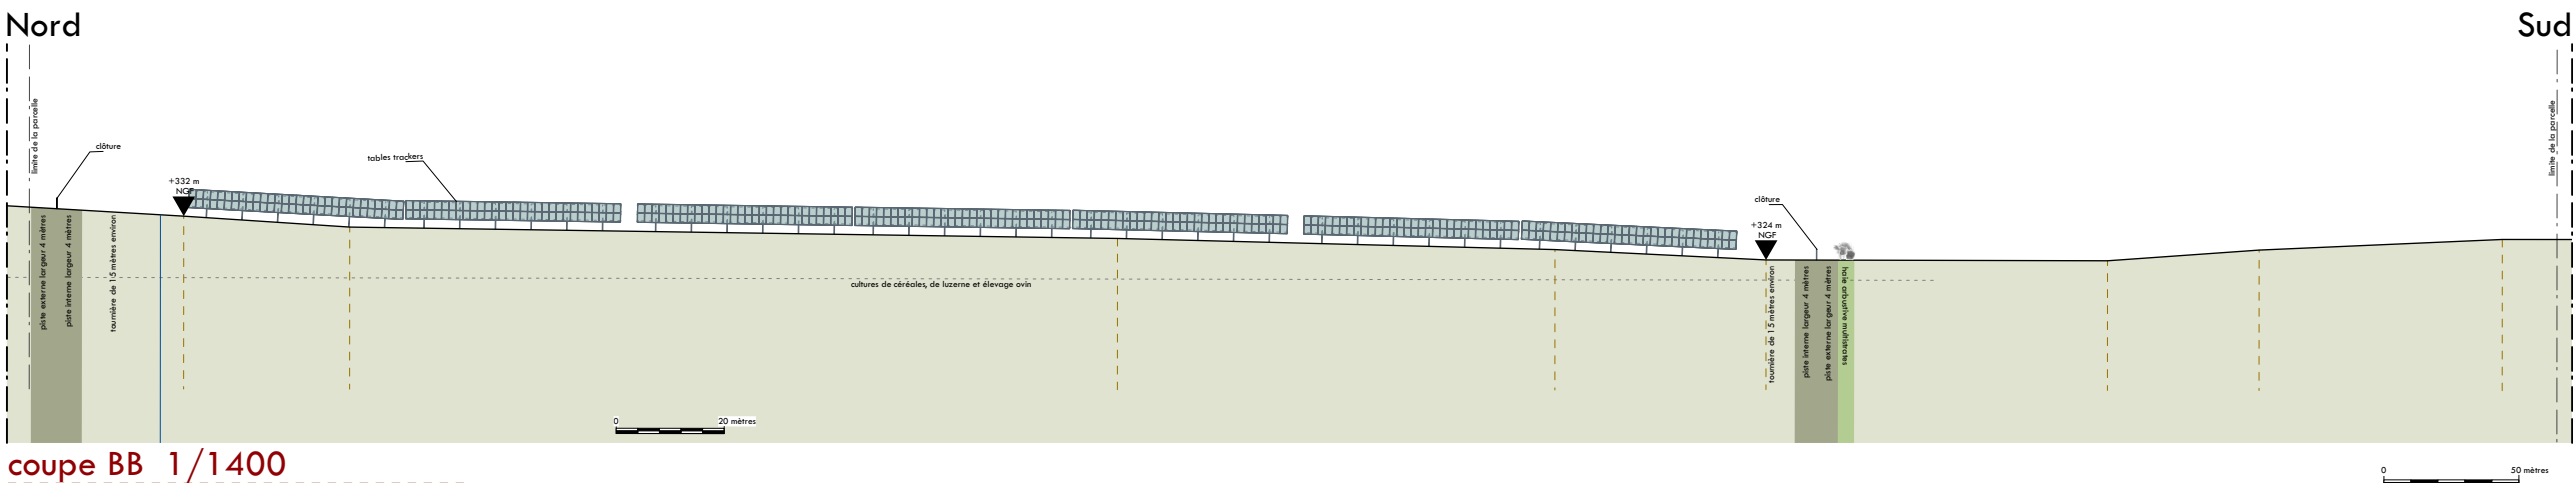 Nord
Sud
limite de la parcelle
clôture
+332 m
NGF
tables trackers
clôture
+324 m
NGF
limite de la parcelle
piste externe largeur 4 mètres
piste interne largeur 4 mètres
tournière de 15 mètres environ
cultures de céréales, de luzerne et élevage ovin
tournière de 15 mètres environ
piste interne largeur 4 mètres
piste externe largeur 4 mètres
haie arbustive multistrates
0 20 mètres
coupe BB 1/1400
0 50 mètres